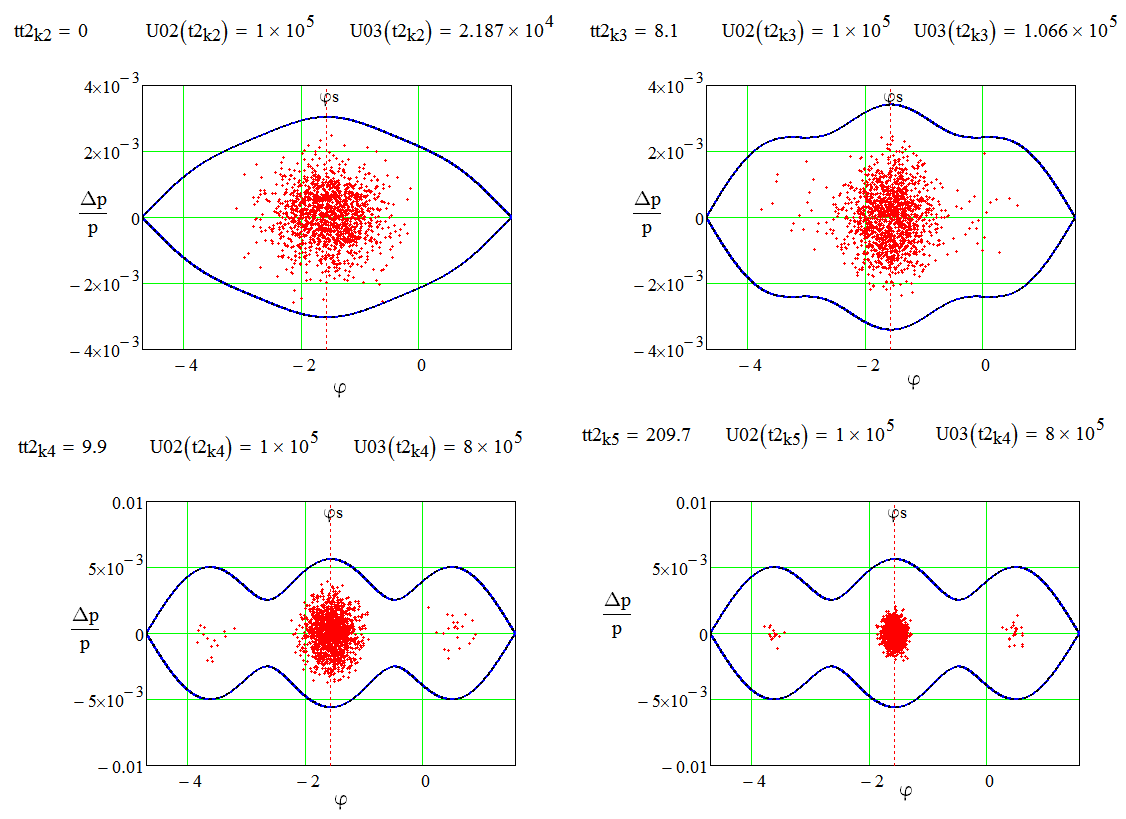 tt2k2 = 0 U02(t2k2) = 1×10^5 U03(t2k2) = 2.187×10^4
4×10^-3
φs
2×10^-3
Δp
p
0
-2×10^-3
-4×10^-3
-4 -2 0
φ
tt2k3 = 8.1 U02(t2k3) = 1×10^5 U03(t2k3) = 1.066×10^5
4×10^-3
φs
2×10^-3
Δp
p
0
-2×10^-3
-4×10^-3
-4 -2 0
φ
tt2k4 = 9.9 U02(t2k4) = 1×10^5 U03(t2k4) = 8×10^5
0.01
φs
5×10^-3
Δp
p
0
-5×10^-3
-0.01
-4 -2 0
φ
tt2k5 = 209.7 U02(t2k5) = 1×10^5 U03(t2k4) = 8×10^5
0.01
φs
5×10^-3
Δp
p
0
-5×10^-3
-0.01
-4 -2 0
φ